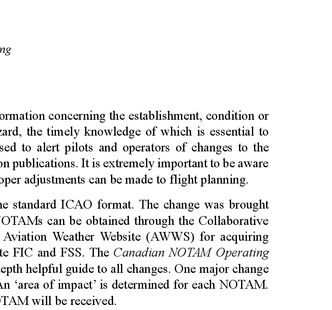 ng
ormation concerning the establishment, condition or
ard, the timely knowledge of which is essential to
sed to alert pilots and operators of changes to the
on publications. It is extremely important to be aware
oper adjustments can be made to flight planning.
he standard ICAO format. The change was brought
NOTAMs can be obtained through the Collaborative
Aviation Weather Website (AWWS) for acquiring
te FIC and FSS. The Canadian NOTAM Operating
epth helpful guide to all changes. One major change
An ‘area of impact’ is determined for each NOTAM.
OTAM will be received.